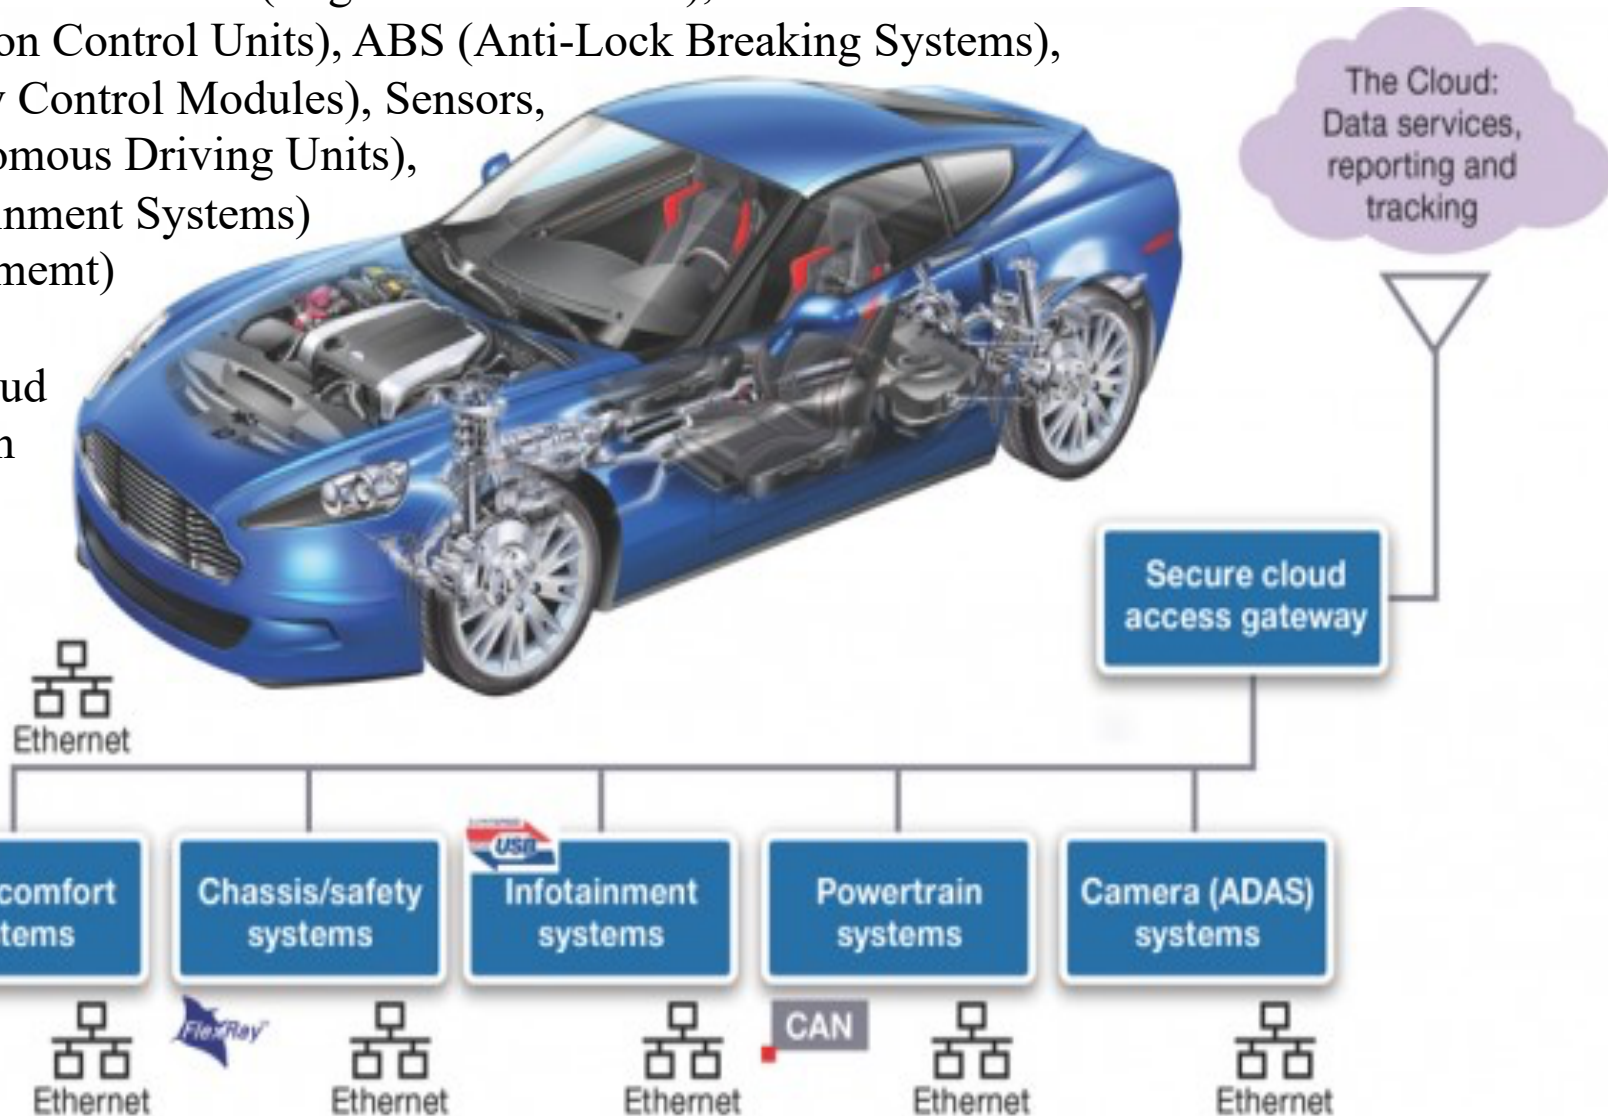 on Control Units), ABS (Anti-Lock Breaking Systems),
Control Modules), Sensors,
omous Driving Units),
inment Systems)
memt)
oud
The Cloud:
Data services,
reporting and
tracking
Secure cloud
access gateway
Ethernet
comfort
tems
Chassis/safety
systems
USB
Infotainment
systems
Powertrain
systems
Camera (ADAS)
systems
Ethernet
FlexRay
Ethernet
Ethernet
CAN
Ethernet
Ethernet